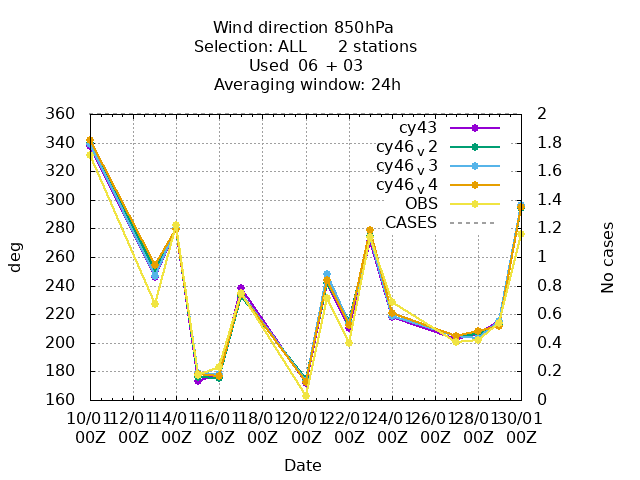 Wind direction 850hPa
Selection: ALL 2 stations
Used 06 + 03
Averaging window: 24h
360 2
340 1.8
320 1.6
300 1.4
280 1.2
260 1
240 0.8
220 0.6
200 0.4
180 0.2
160 0
deg
No cases
cy43
cy46v2
cy46v3
cy46v4
OBS
CASES
10/01 12/01 14/01 16/01 18/01 20/01 22/01 24/01 26/01 28/01 30/01
00Z 00Z 00Z 00Z 00Z 00Z 00Z 00Z 00Z 00Z 00Z
Date